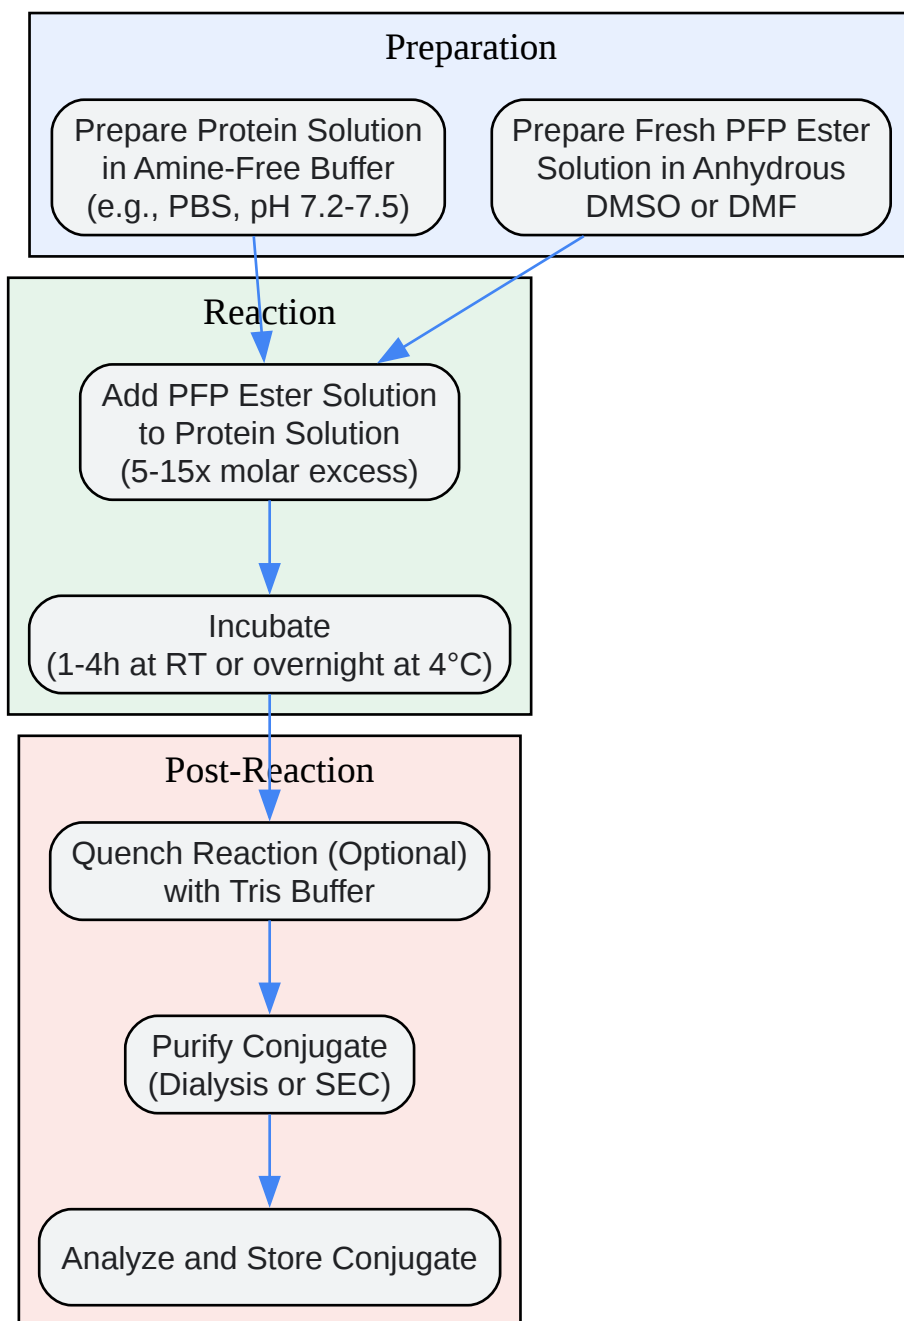 Preparation
Prepare Protein Solution
in Amine-Free Buffer
(e.g., PBS, pH 7.2-7.5)
Prepare Fresh PFP Ester
Solution in Anhydrous
DMSO or DMF
Reaction
Add PFP Ester Solution
to Protein Solution
(5-15x molar excess)
Incubate
(1-4h at RT or overnight at 4°C)
Post-Reaction
Quench Reaction (Optional)
with Tris Buffer
Purify Conjugate
(Dialysis or SEC)
Analyze and Store Conjugate